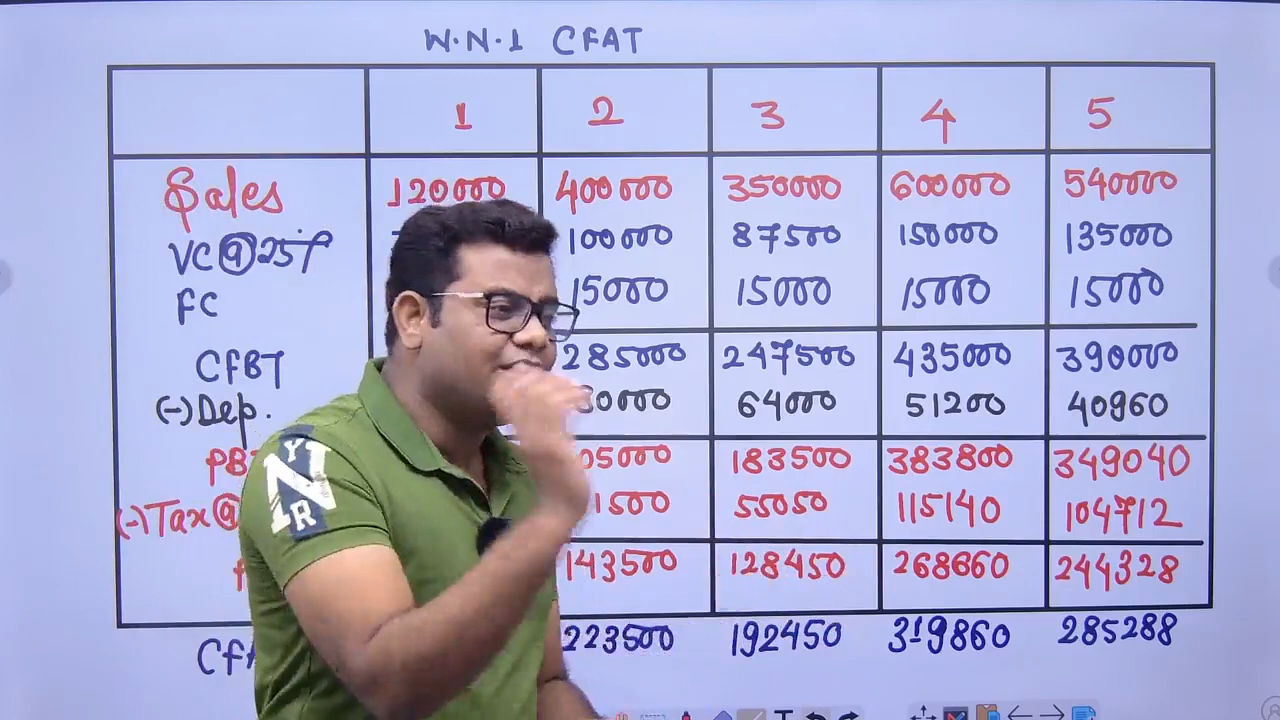 W.N.1 CFAT
1 2 3 4 5
Sales 120000 400000 350000 600000 540000
VC@25% 100000 87500 150000 135000
FC 15000 15000 15000 15000
CFBT 285000 247500 435000 390000
(-) Dep. 64000 51200 40960
183500 383800 349040
(-) Tax @ 55050 115140 104712
143500 128450 268660 244328
223500 192450 319860 285288
Y
N
R
T